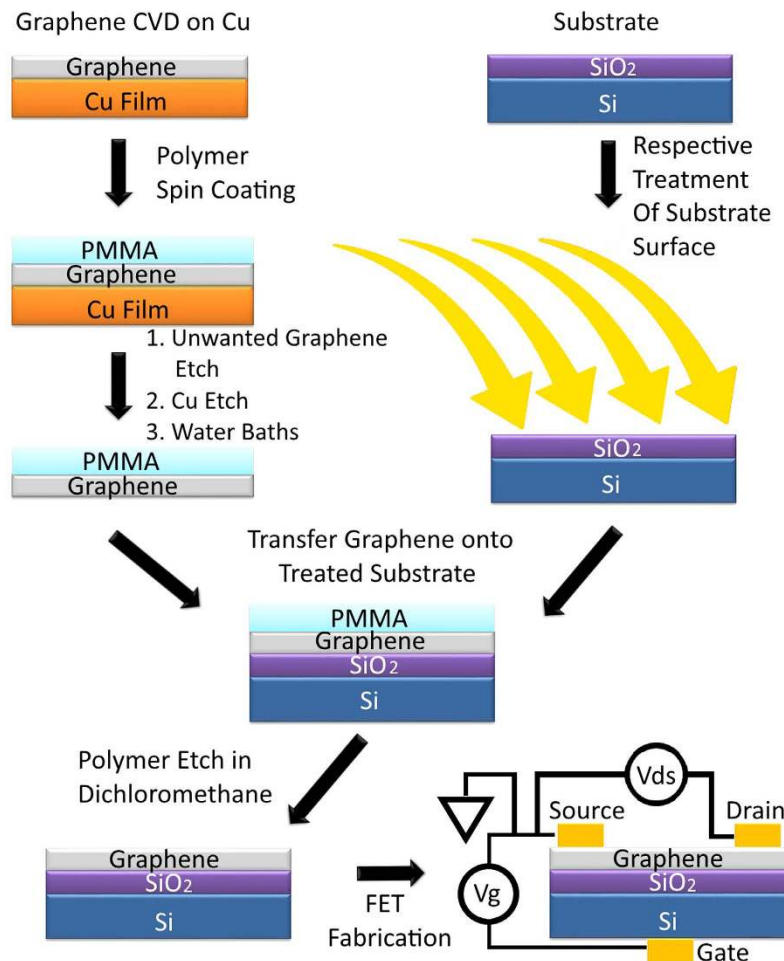 Graphene CVD on Cu
Graphene
Cu Film
Polymer
Spin Coating
PMMA
Graphene
Cu Film
1. Unwanted Graphene
Etch
2. Cu Etch
3. Water Baths
PMMA
Graphene
Substrate
SiO2
Si
Respective
Treatment
Of Substrate
Surface
SiO2
Si
Transfer Graphene onto
Treated Substrate
PMMA
Graphene
SiO2
Si
Polymer Etch in
Dichloromethane
Graphene
SiO2
Si
FET
Fabrication
Vds
Source
Drain
Vg
Graphene
SiO2
Si
Gate